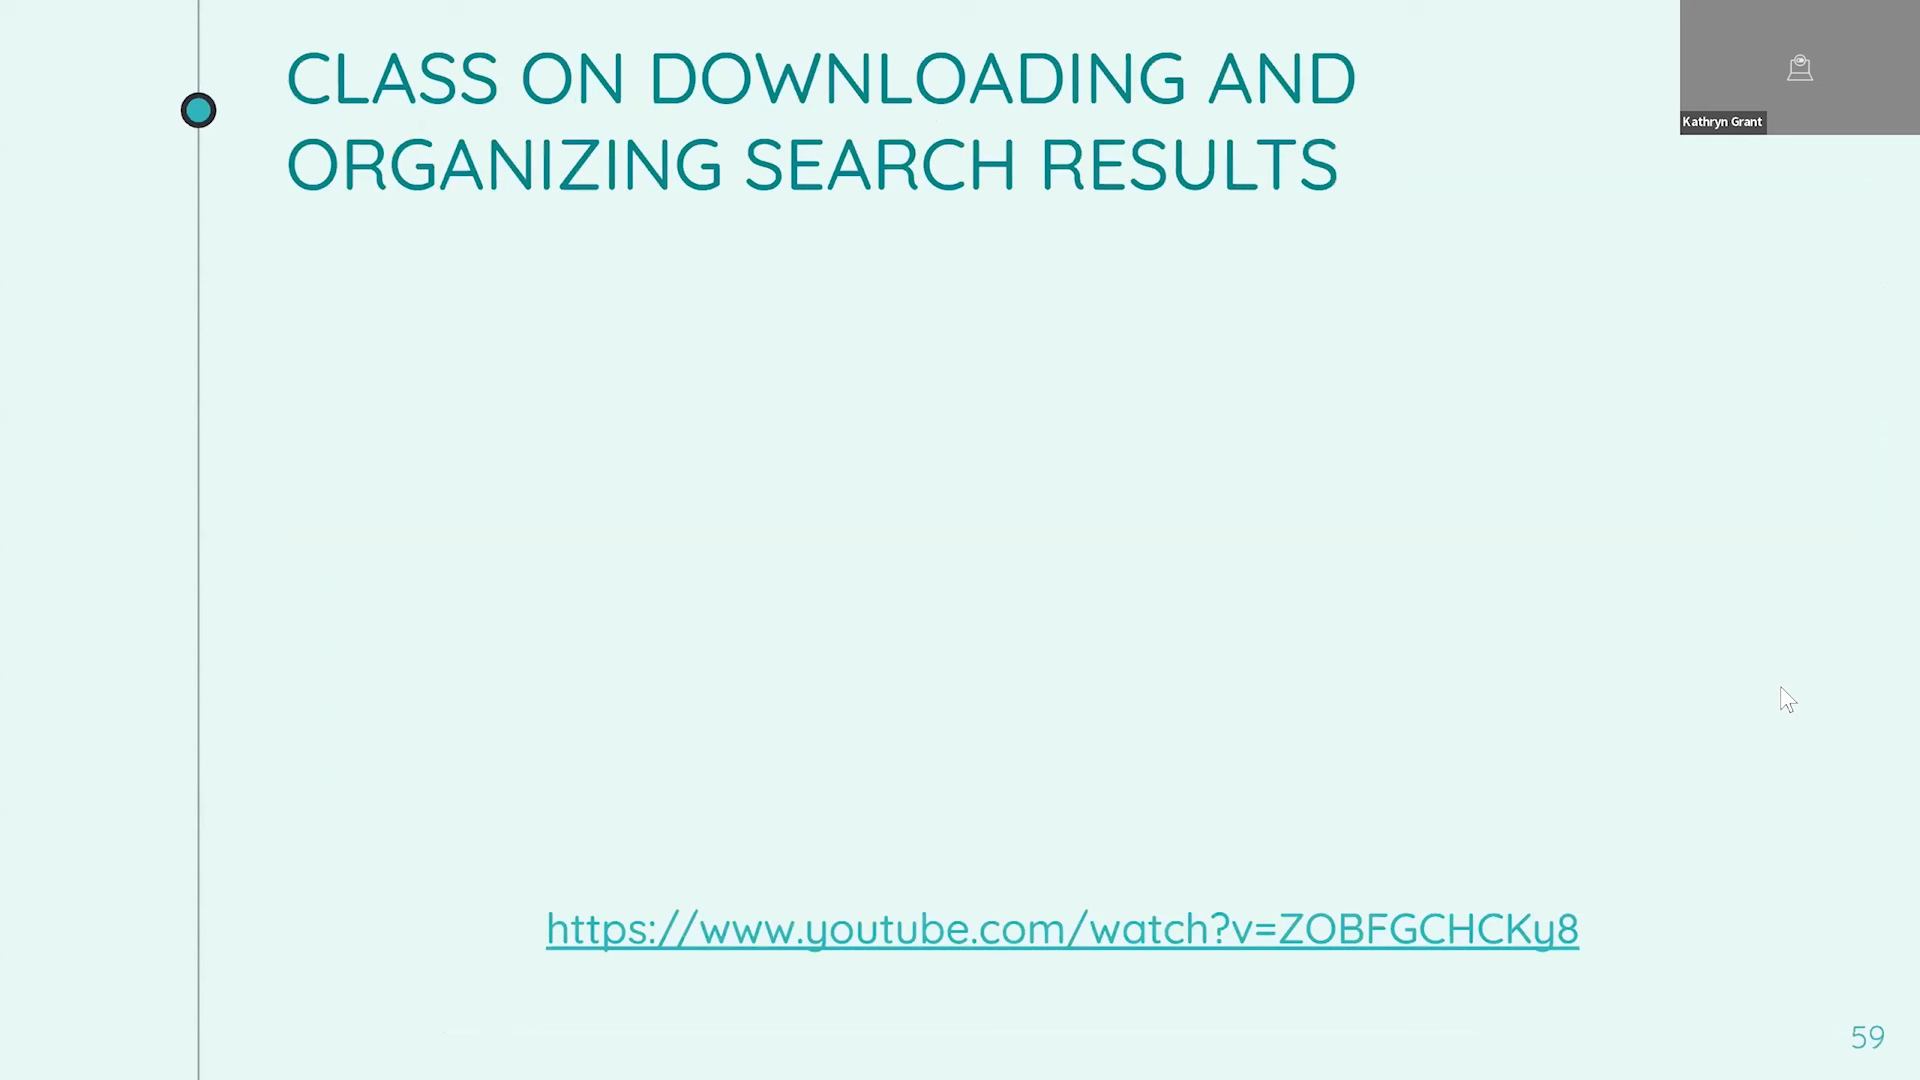 CLASS ON DOWNLOADING AND
ORGANIZING SEARCH RESULTS
Kathryn Grant
https://www.youtube.com/watch?v=ZOBFGCHCKy8
59